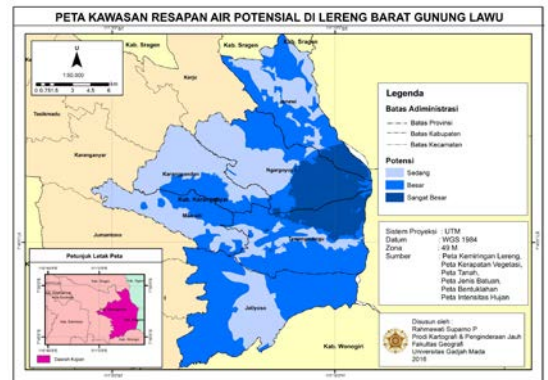 PETA KAWASAN RESAPAN AIR POTENSIAL DI LERENG BARAT GUNUNG LAWU
U
Kab. Sragen
Kab. Sragen
Kab. Sragen
Kerjo
Jenawi
Karanganyar
Karangpandan
Ngargoyoso
Kab. Karanganyar
Matesih
Jumantono
Tawangmangu
Jatiyoso
Kab. Wonogiri
Legenda
Batas Adiministrasi
Batas Provinsi
Batas Kabupaten
Batas Kecamatan
Potensi
Sedang
Besar
Sangat Besar
Sistem Proyeksi : UTM
Datum : WGS 1984
Zona : 49 M
Sumber : Peta Kemiringan Lereng,
Peta Kerapatan Vegetasi,
Peta Tanah,
Peta Jenis Batuan,
Peta Bentuklahan
Peta Intensitas Hujan
Petunjuk Letak Peta
Daerah Kajian
Disusun oleh :
Rahmawati Suparno P
Prodi Kartografi & Penginderaan Jauh
Fakultas Geografi
Universitas Gadjah Mada
2016